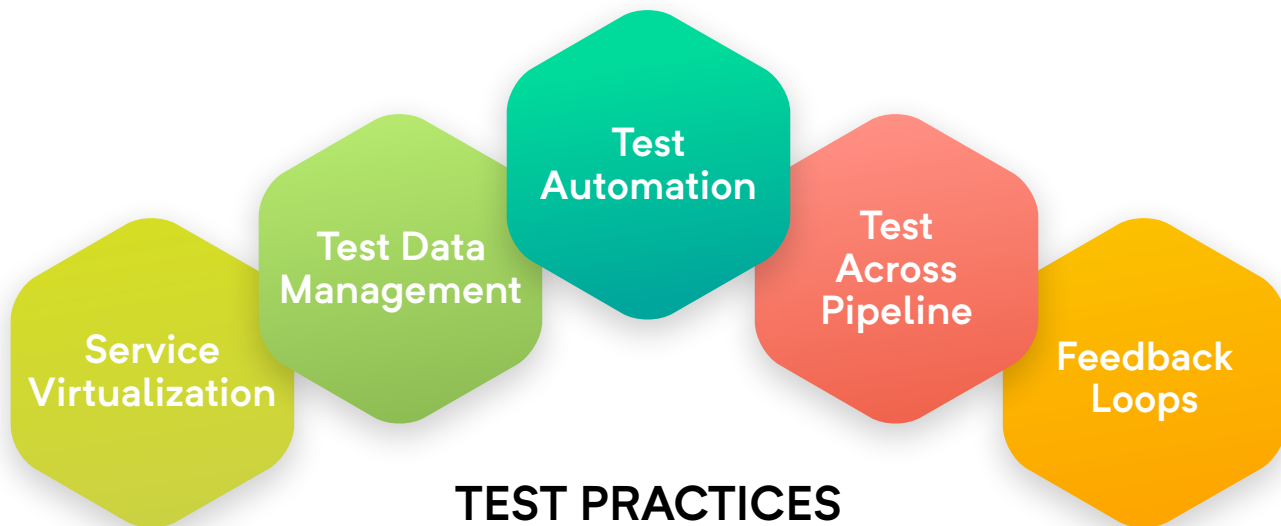 Service
Virtualization
Test Data
Management
Test
Automation
Test
Across
Pipeline
Feedback
Loops
TEST PRACTICES